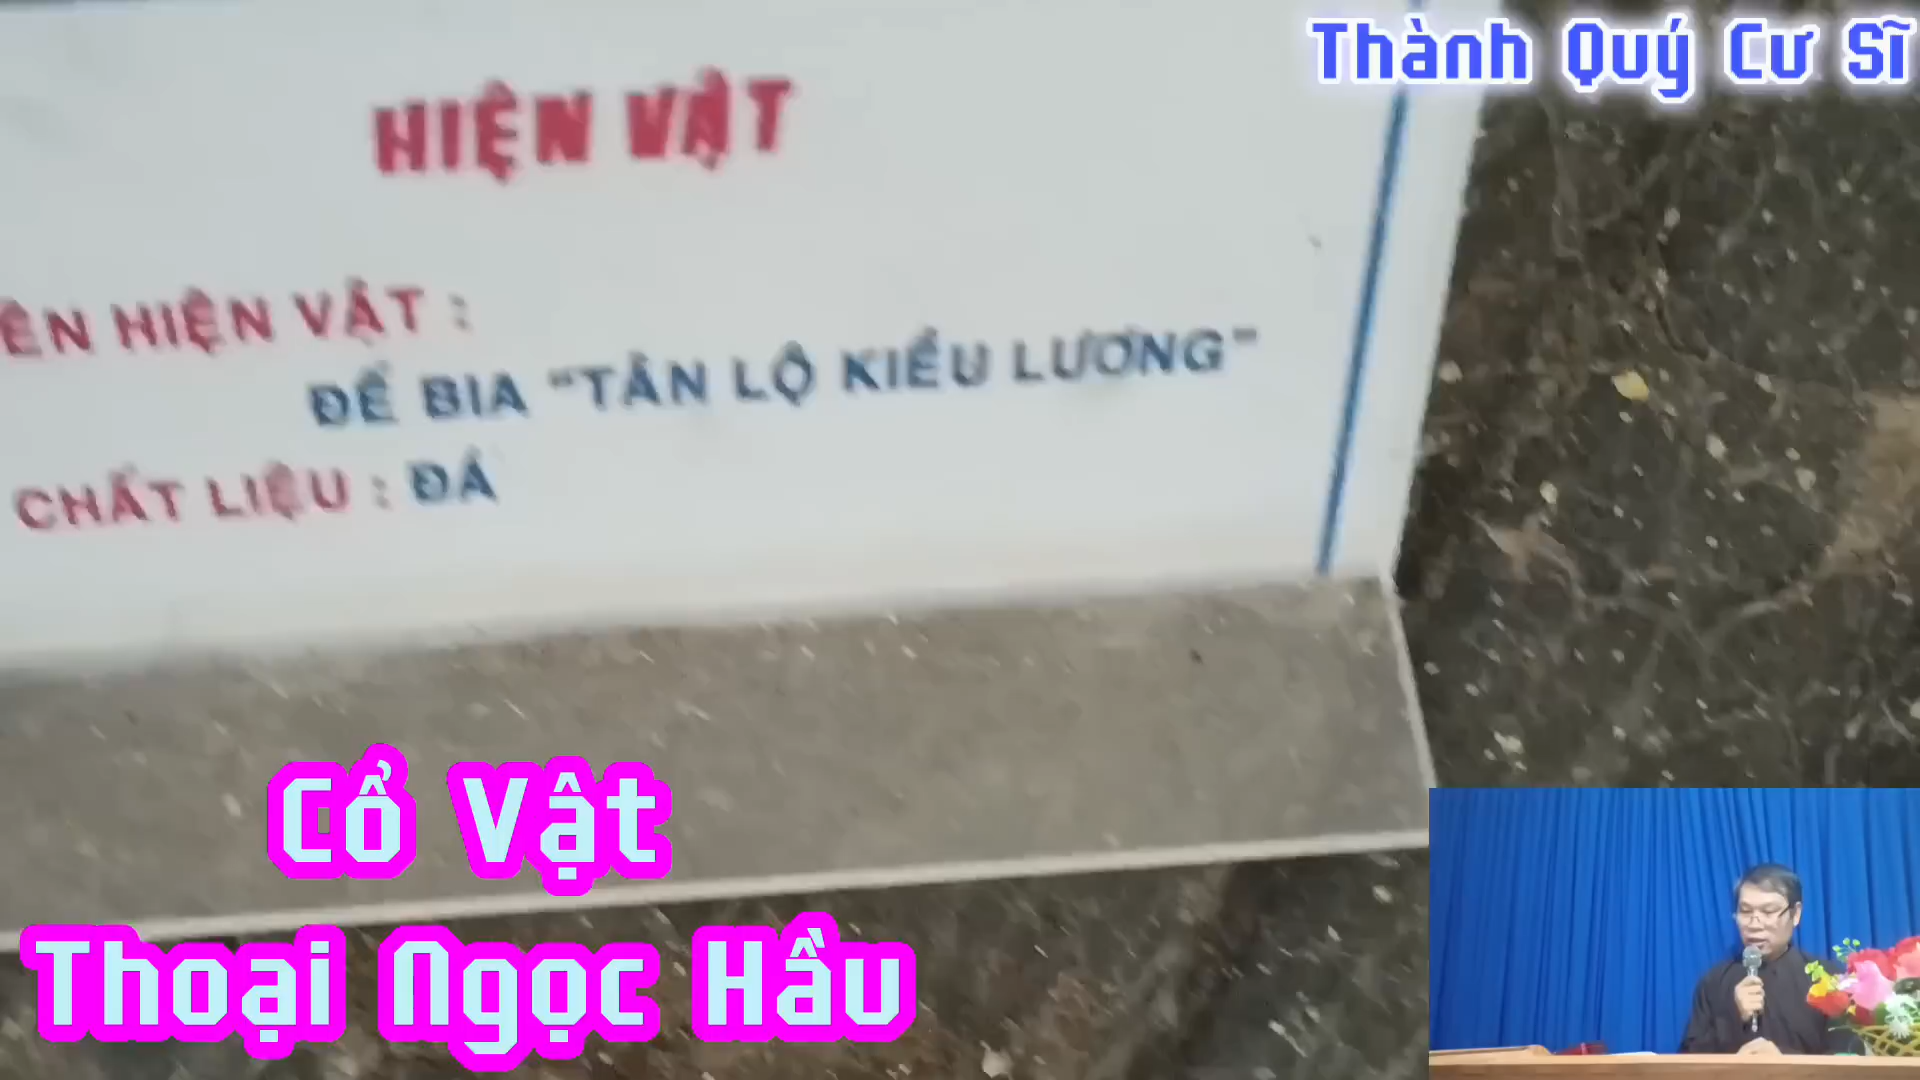 Thành Quý Cư Sĩ
HIỆN VẬT
ÊN HIỆN VẬT :
ĐẾ BIA "TÂN LỘ KIỀU LƯƠNG"
CHẤT LIỆU : ĐÁ
Cổ Vật
Thoại Ngọc Hầu